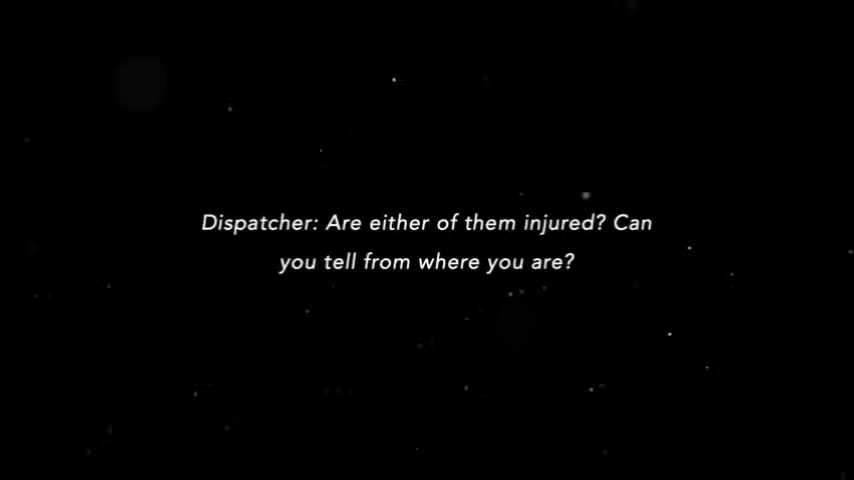 Dispatcher: Are either of them injured? Can
you tell from where you are?